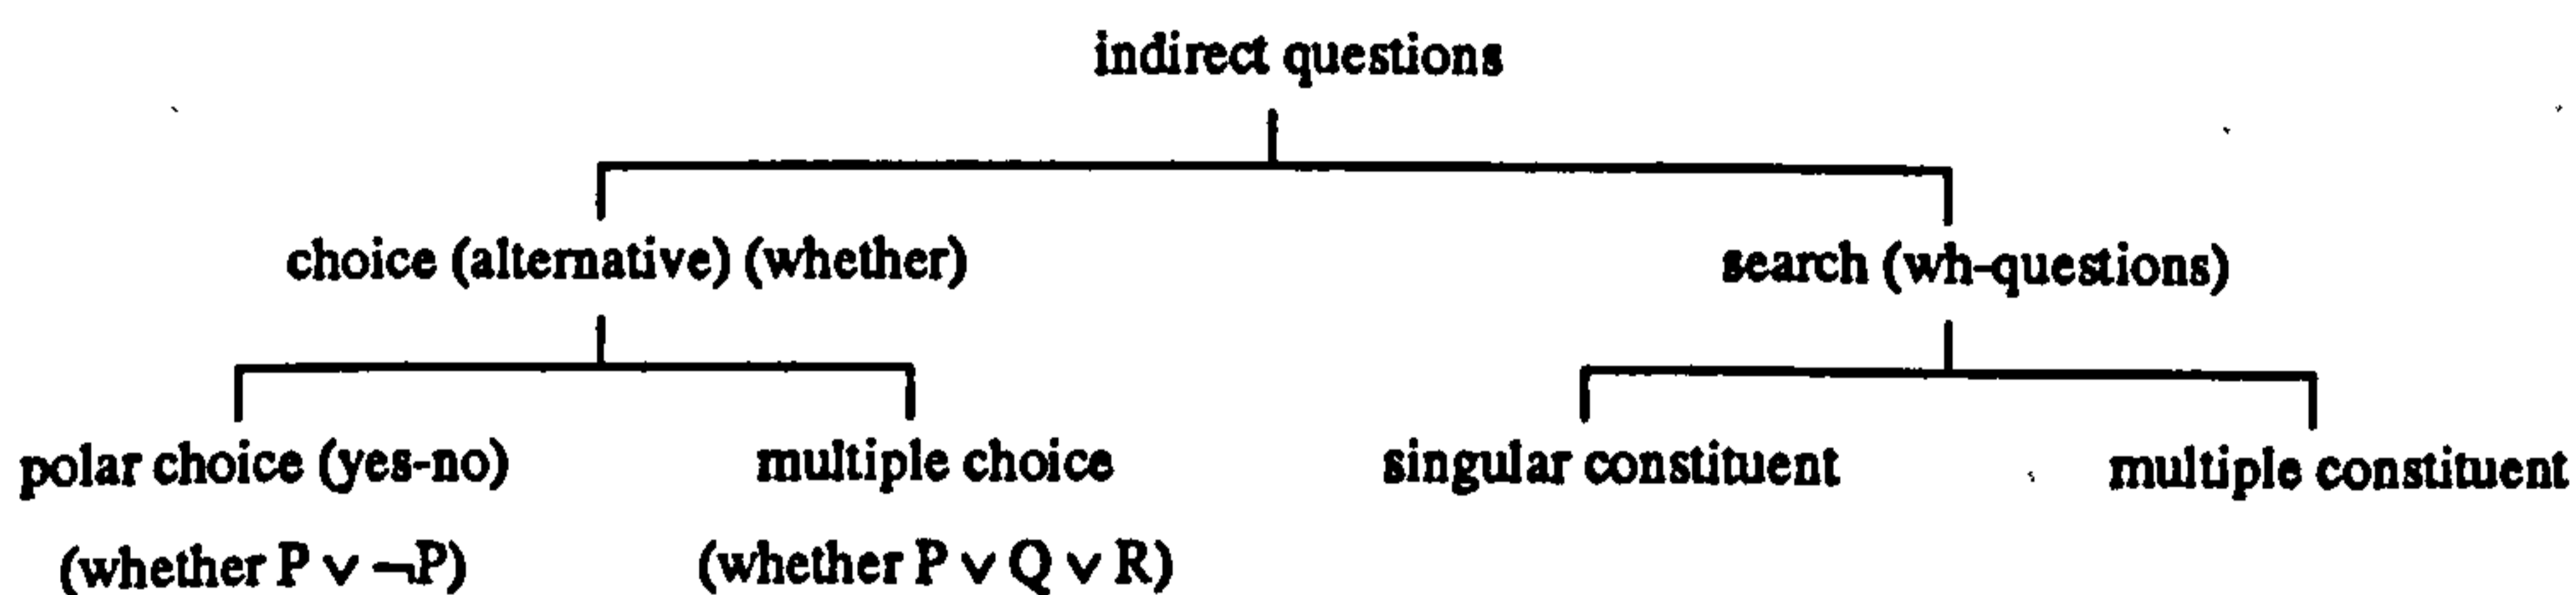 indirect questions
choice (alternative) (whether) search (wh-questions)
polar choice (yes-no) multiple choice singular constituent multiple constituent
(whether P ∨ ¬P) (whether P ∨ Q ∨ R)